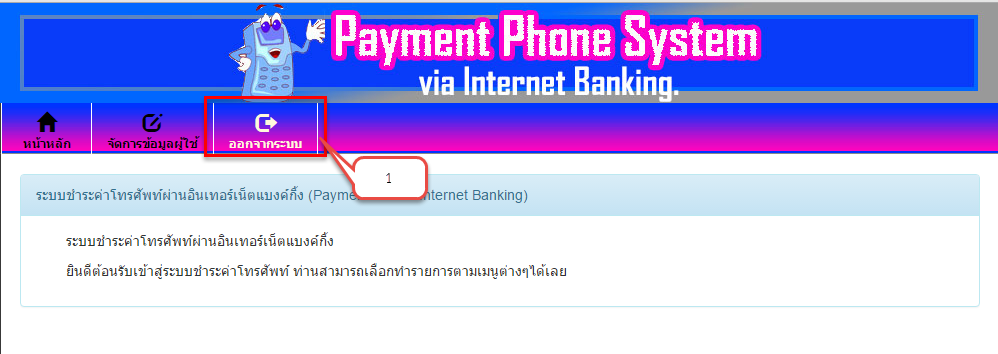 Payment Phone System
via Internet Banking.
หน้าหลัก
จัดการข้อมูลผู้ใช้
ออกจากระบบ
1
ระบบชำระค่าโทรศัพท์ผ่านอินเทอร์เน็ตแบงค์กิ้ง (Payme nternet Banking)
ระบบชำระค่าโทรศัพท์ผ่านอินเทอร์เน็ตแบงค์กิ้ง
ยินดีต้อนรับเข้าสู่ระบบชำระค่าโทรศัพท์ ท่านสามารถเลือกทำรายการตามเมนูต่างๆได้เลย